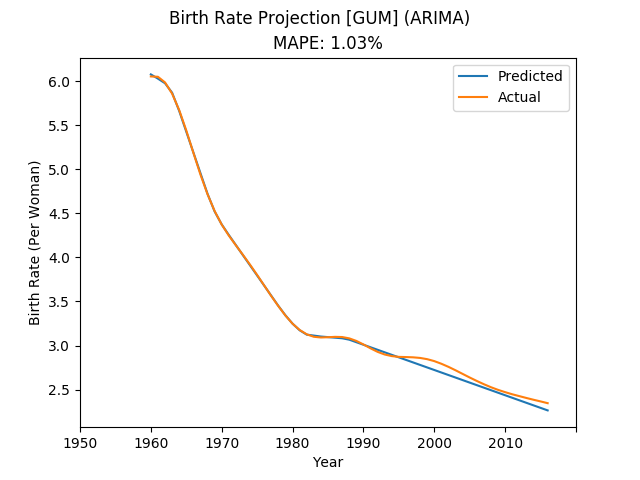 Birth Rate Projection [GUM] (ARIMA)
MAPE: 1.03%
Predicted
Actual
6.0
5.5
5.0
4.5
4.0
3.5
3.0
2.5
Birth Rate (Per Woman)
1950 1960 1970 1980 1990 2000 2010
Year